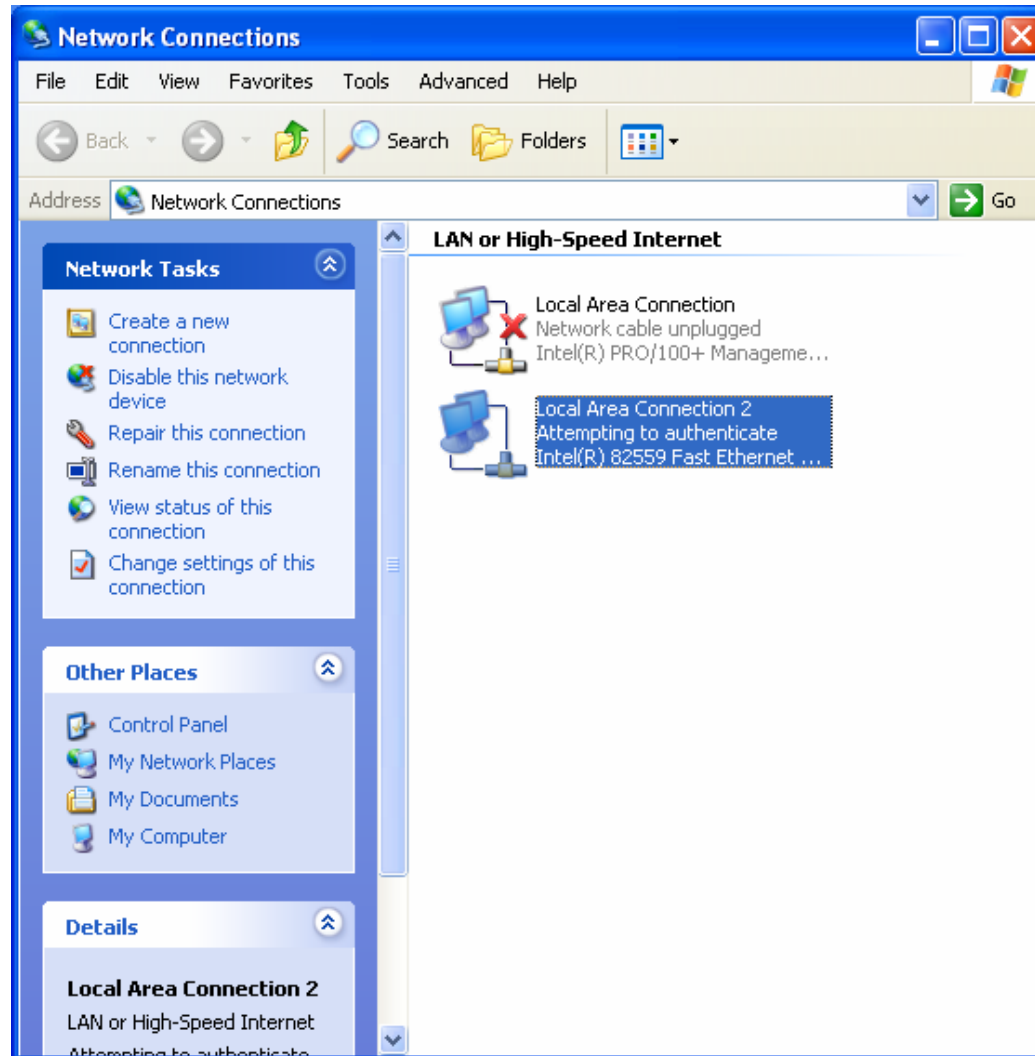 Network Connections
File Edit View Favorites Tools Advanced Help
Back Search Folders
Address Network Connections Go
Network Tasks
Create a new
connection
Disable this network
device
Repair this connection
Rename this connection
View status of this
connection
Change settings of this
connection
Other Places
Control Panel
My Network Places
My Documents
My Computer
Details
Local Area Connection 2
LAN or High-Speed Internet
Attempting to authenticate
LAN or High-Speed Internet
Local Area Connection
Network cable unplugged
Intel(R) PRO/100+ Manageme...
Local Area Connection 2
Attempting to authenticate
Intel(R) 82559 Fast Ethernet ...